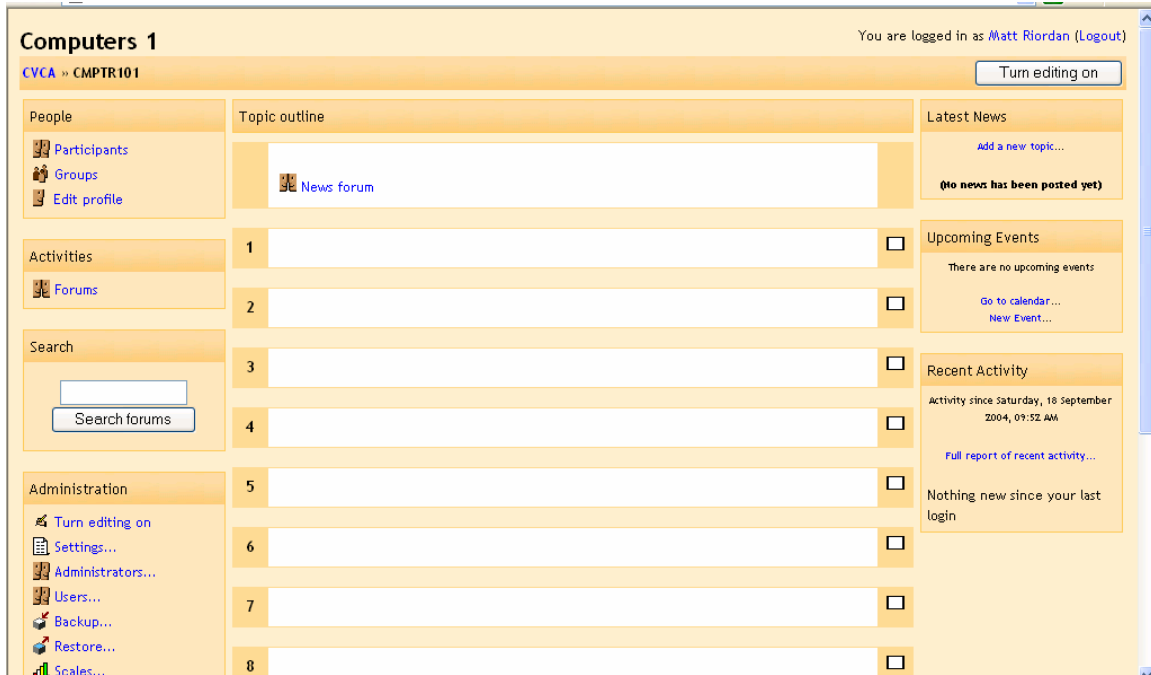 Computers 1
You are logged in as Matt Riordan (Logout)
CVCA » CMPTR101
Turn editing on
People
Participants
Groups
Edit profile
Activities
Forums
Search
Search forums
Administration
Turn editing on
Settings...
Administrators...
Users...
Backup...
Restore...
Scales...
Topic outline
News forum
1
2
3
4
5
6
7
8
Latest News
Add a new topic...
(No news has been posted yet)
Upcoming Events
There are no upcoming events
Go to calendar...
New Event...
Recent Activity
Activity since Saturday, 18 September
2004, 09:52 AM
Full report of recent activity...
Nothing new since your last
login